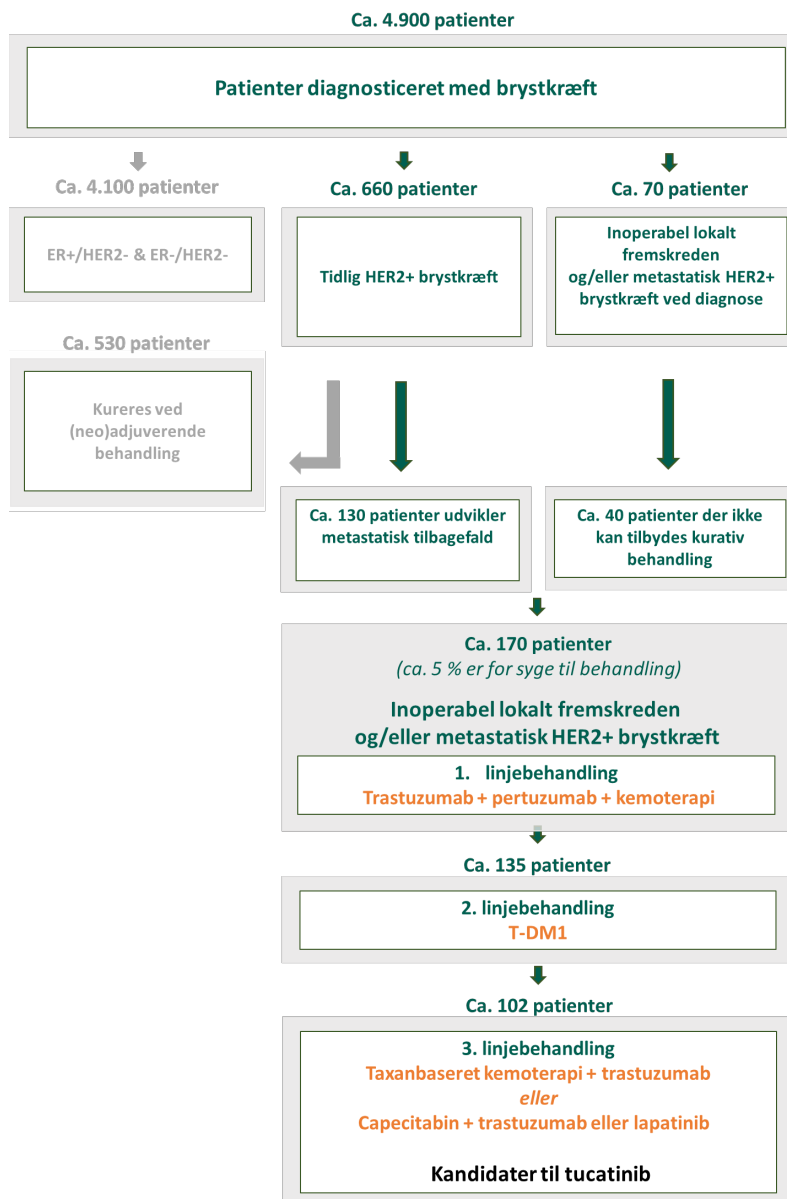 Ca. 4.900 patienter
Patienter diagnosticeret med brystkræft
Ca. 4.100 patienter
ER+/HER2- & ER-/HER2-
Ca. 660 patienter
Tidlig HER2+ brystkræft
Ca. 70 patienter
Inoperabel lokalt
fremskreden
og/eller metastatisk HER2+
brystkræft ved diagnose
Ca. 530 patienter
Kureres ved
(neo)adjuverende
behandling
Ca. 130 patienter udvikler
metastatisk tilbagefald
Ca. 40 patienter der ikke
kan tilbydes kurativ
behandling
Ca. 170 patienter
(ca. 5 % er for syge til behandling)
Inoperabel lokalt fremskreden
og/eller metastatisk HER2+ brystkræft
1. linjebehandling
Trastuzumab + pertuzumab + kemoterapi
Ca. 135 patienter
2. linjebehandling
T-DM1
Ca. 102 patienter
3. linjebehandling
Taxanbaseret kemoterapi + trastuzumab
eller
Capecitabin + trastuzumab eller lapatinib
Kandidater til tucatinib